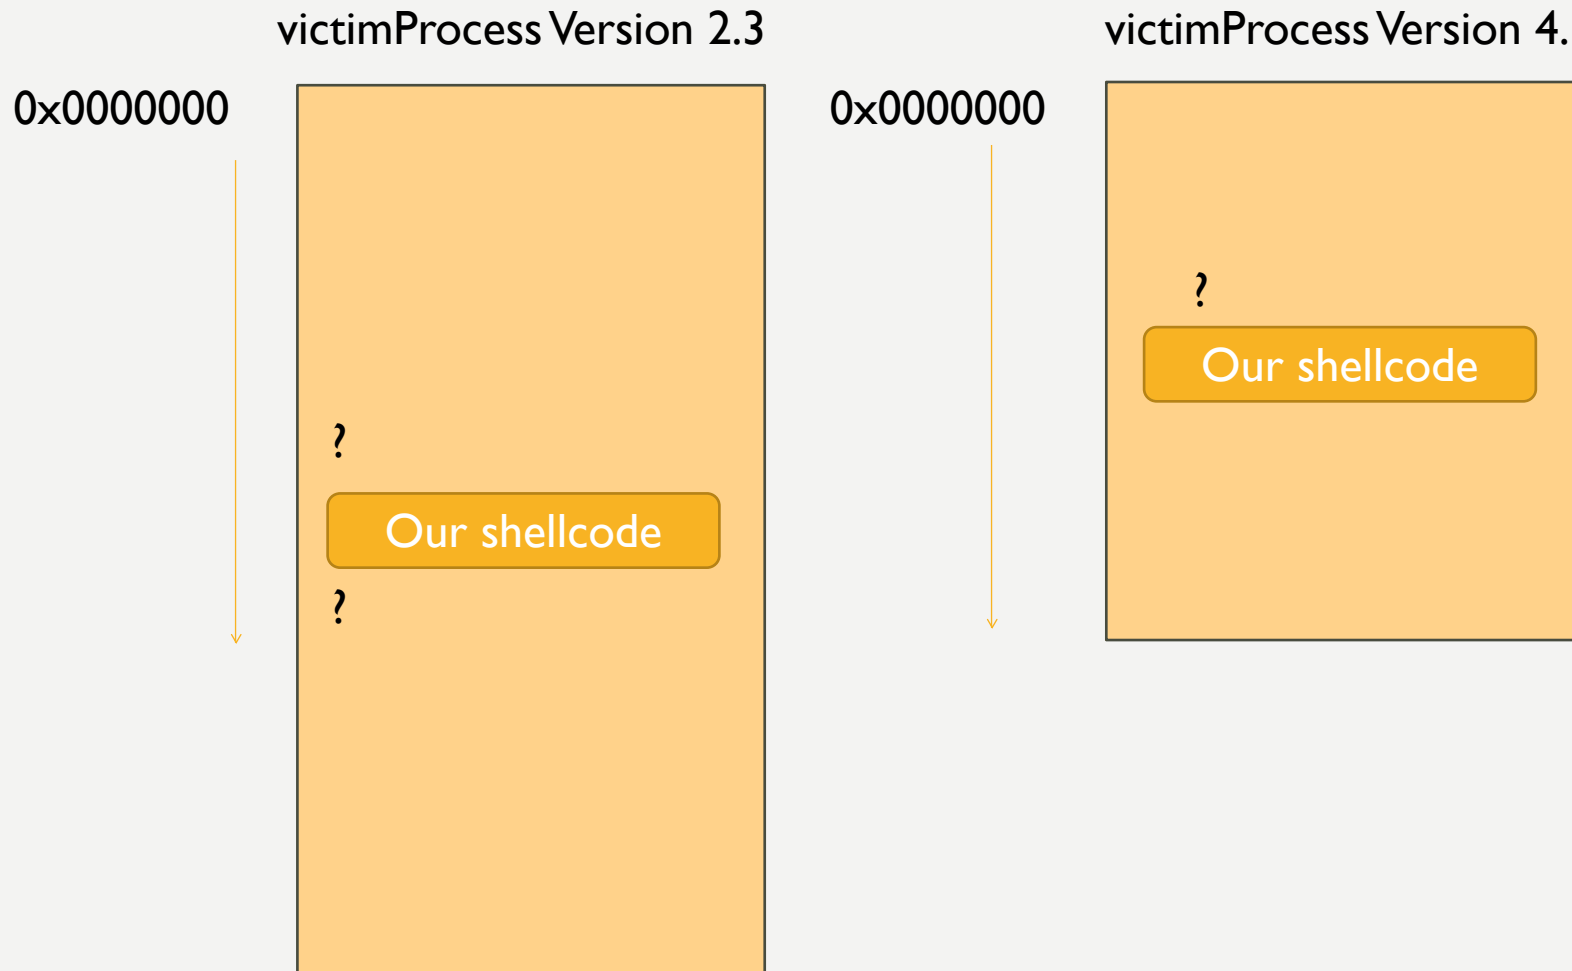 victimProcess Version 2.3
0x0000000
?
Our shellcode
?
victimProcess Version 4.
0x0000000
?
Our shellcode